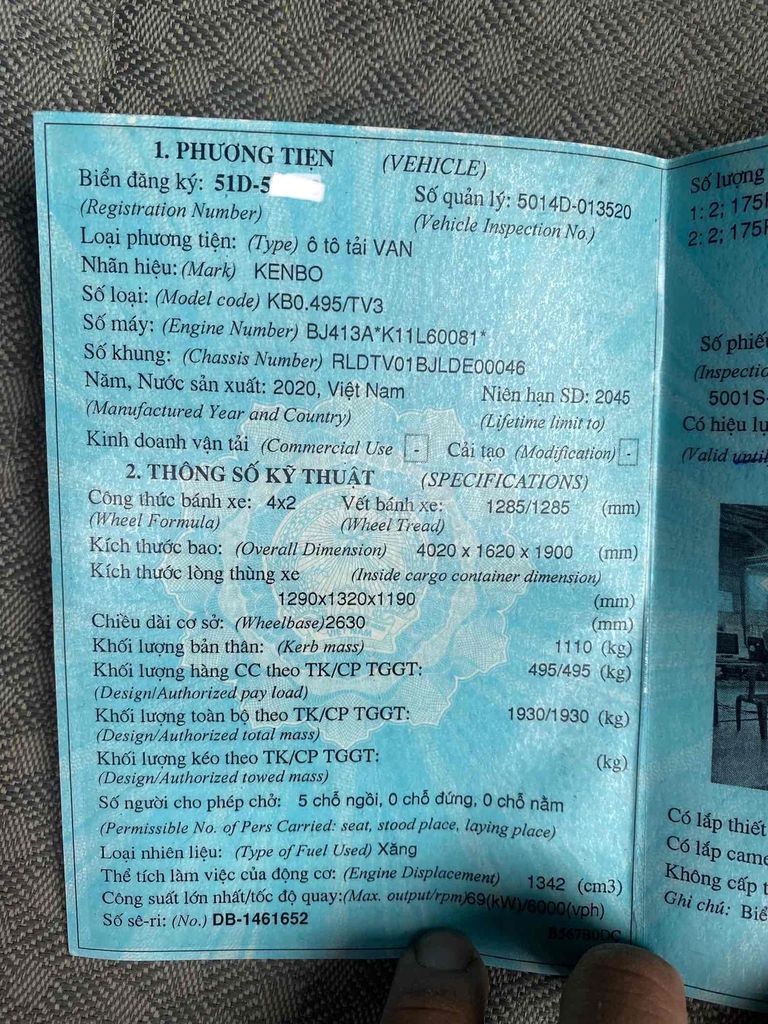 1. PHƯƠNG TIỆN (VEHICLE)
Biển đăng ký: 51D-5
(Registration Number)
Số quản lý: 5014D-013520
(Vehicle Inspection No.)
Loại phương tiện: (Type) ô tô tải VAN
Nhãn hiệu: (Mark) KENBO
Số loại: (Model code) KB0.495/TV3
Số máy: (Engine Number) BJ413A*K11L60081*
Số khung: (Chassis Number) RLDTV01BJLDE00046
Năm, Nước sản xuất: 2020, Việt Nam Niên hạn SD: 2045
(Manufactured Year and Country) (Lifetime limit to)
Kinh doanh vận tải (Commercial Use - Cải tạo (Modification) -
2. THÔNG SỐ KỸ THUẬT (SPECIFICATIONS)
Công thức bánh xe: 4x2 Vết bánh xe: 1285/1285 (mm)
(Wheel Formula) (Wheel Tread)
Kích thước bao: (Overall Dimension) 4020 x 1620 x 1900 (mm)
Kích thước lòng thùng xe (Inside cargo container dimension)
1290x1320x1190 (mm)
Chiều dài cơ sở: (Wheelbase)2630 (mm)
Khối lượng bản thân: (Kerb mass) 1110 (kg)
Khối lượng hàng CC theo TK/CP TGGT: 495/495 (kg)
(Design/Authorized pay load)
Khối lượng toàn bộ theo TK/CP TGGT: 1930/1930 (kg)
(Design/Authorized total mass)
Khối lượng kéo theo TK/CP TGGT: (kg)
(Design/Authorized towed mass)
Số người cho phép chở: 5 chỗ ngồi, 0 chỗ đứng, 0 chỗ nằm
(Permissible No. of Pers Carried: seat, stood place, laying place)
Loại nhiên liệu: (Type of Fuel Used) Xăng
Thể tích làm việc của động cơ: (Engine Displacement) 1342 (cm3)
Công suất lớn nhất/tốc độ quay:(Max. output/rpm)69(kW)/6000(vph)
Số sê-ri: (No.) DB-1461652
B567B0DC
Số lượng
1: 2; 175
2: 2; 175
Số phiế
(Inspectio
5001S-
Có hiệu lự
(Valid until
Có lắp thiết
Có lắp came
Không cấp t
Ghi chú: Biể